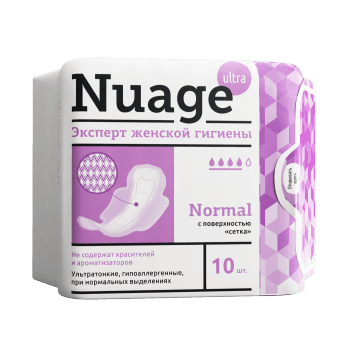 Nuage
ultra
Эксперт женской гигиены
Normal
с поверхностью
«сетка»
Не содержат красителей
и ароматизаторов
Ультратонкие, гипоаллергенные,
при нормальных выделениях
10 шт.